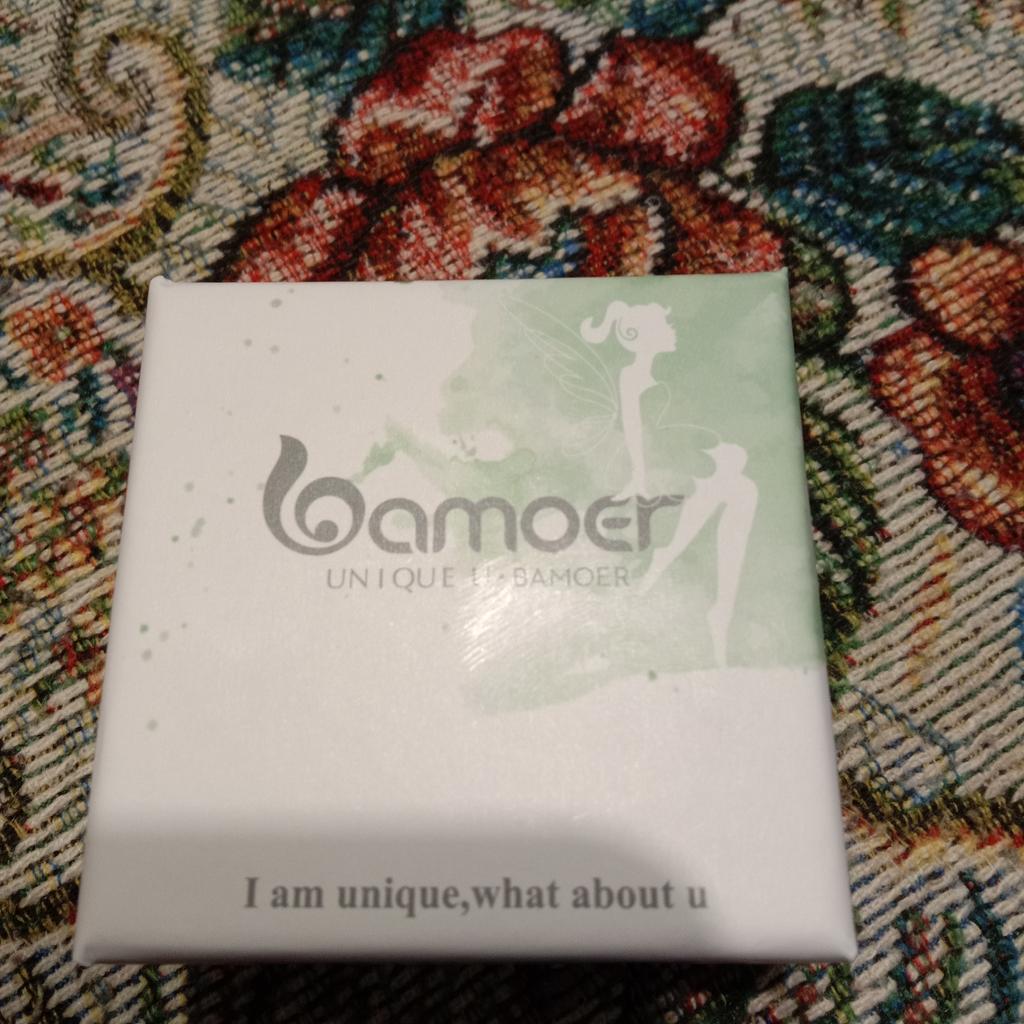 bamoer
UNIQUE U · BAMOER
I am unique,what about u